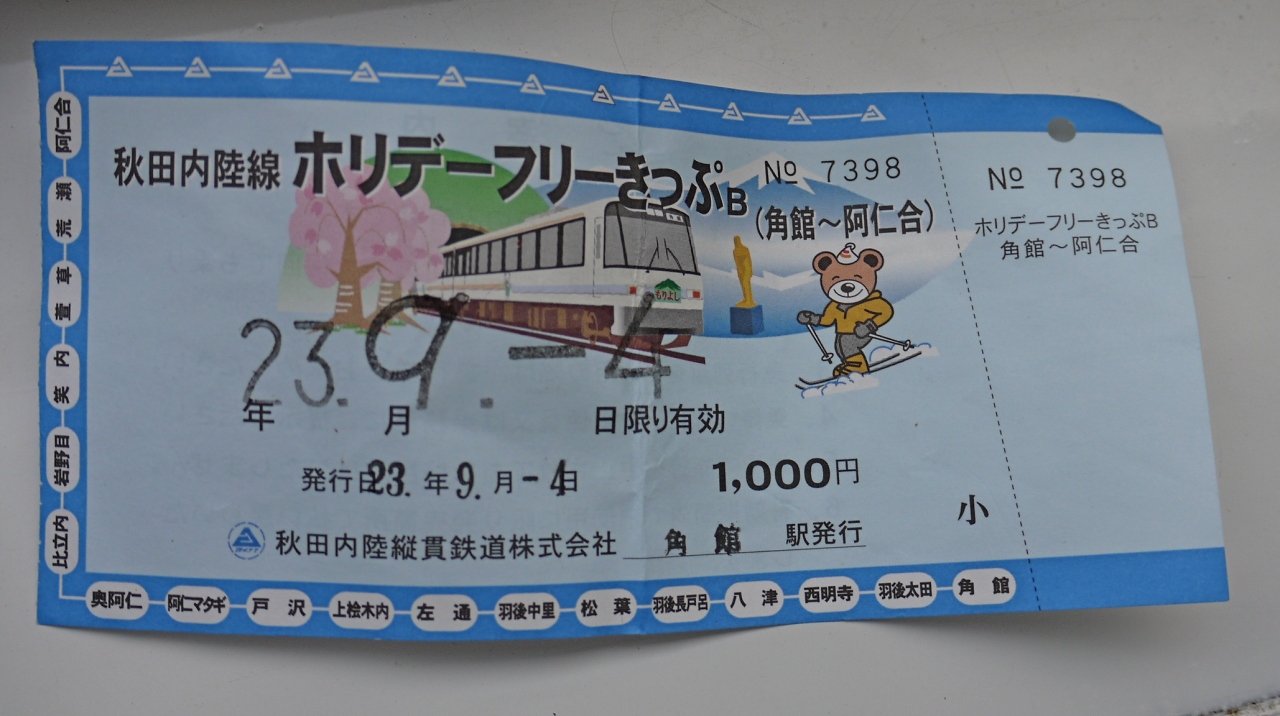 秋田内陸線 ホリデーフリーきっぷB
№ 7398
(角館～阿仁合)
もりよし
23. 9. -4
年 月 日限り有効
発行日 23. 年 9. 月 -4 日
1,000円
秋田内陸縦貫鉄道株式会社 角館 駅発行
小
№ 7398
ホリデーフリーきっぷB
角館～阿仁合
阿仁合
荒瀬
萱草
笑内
岩野目
比立内
奥阿仁 阿仁マタギ 戸沢 上桧木内 左通 羽後中里 松葉 羽後長戸呂 八津 西明寺 羽後太田 角館